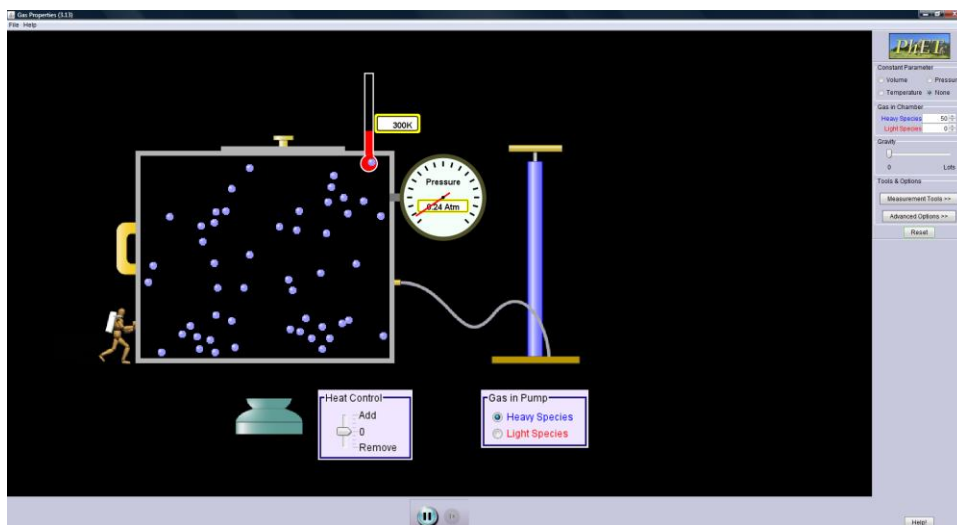 Gas Properties (3.13)
File Help
PhET
Constant Parameter
Volume Pressur
Temperature None
Gas in Chamber
Heavy Species 50
Light Species 0
Gravity
0 Lots
Tools & Options
Measurement Tools >>
Advanced Options >>
Reset
300K
Pressure
0.24 Atm
Heat Control
Add
0
Remove
Gas in Pump
Heavy Species
Light Species
Help!